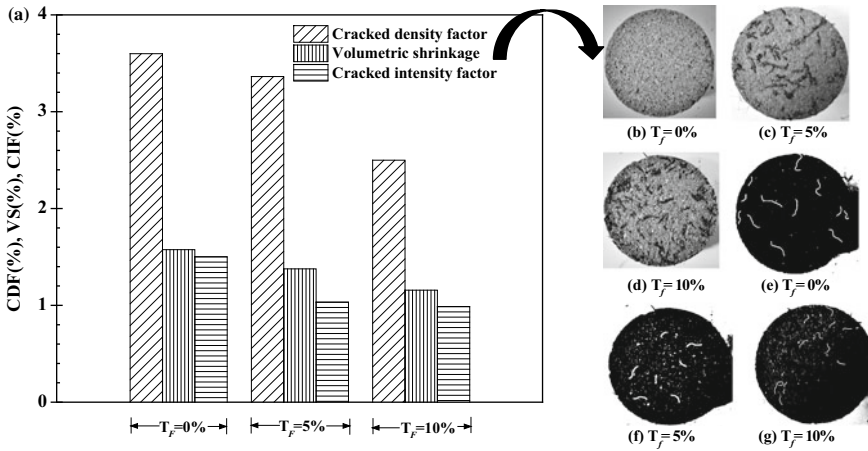 (a)
4
3
2
1
0
CDF(%), VS(%), CIF(%)
Cracked density factor
Volumetric shrinkage
Cracked intensity factor
T_F=0%
T_F=5%
T_F=10%
(b) T_f=0%
(c) T_f=5%
(d) T_f=10%
(e) T_f=0%
(f) T_f=5%
(g) T_f=10%